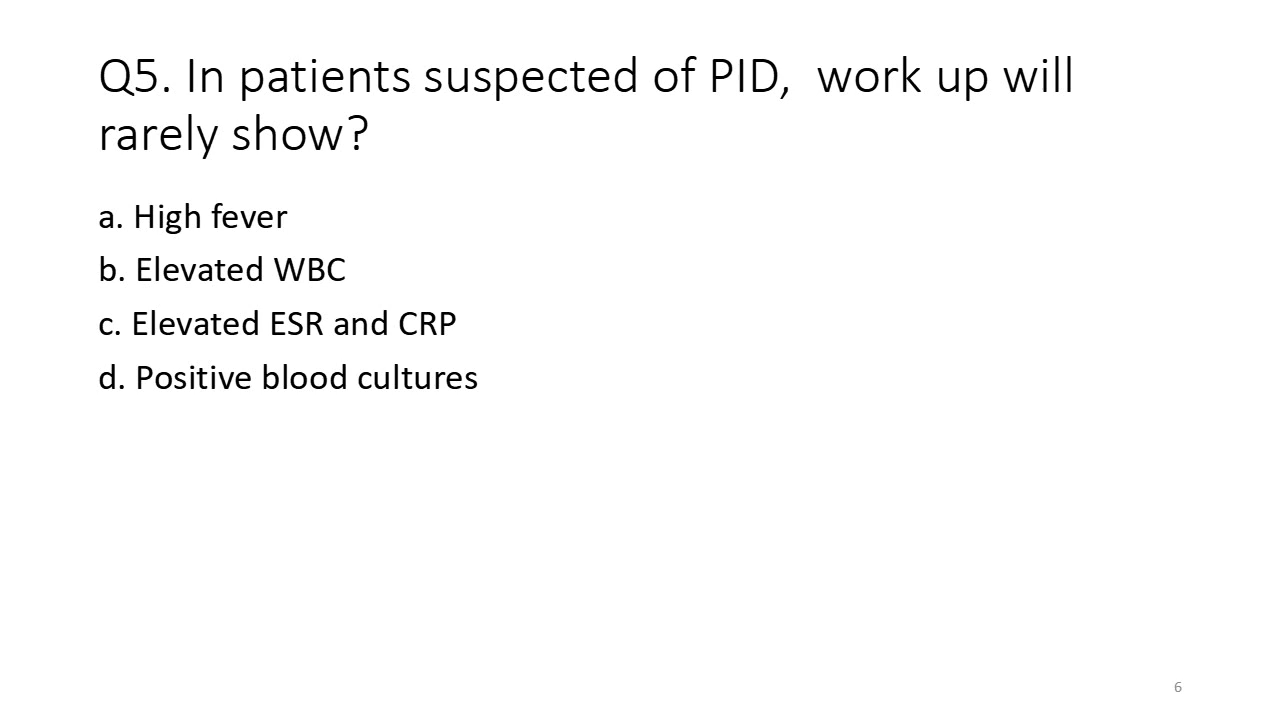 Q5. In patients suspected of PID,  work up will
rarely show?
a. High fever
b. Elevated WBC
c. Elevated ESR and CRP
d. Positive blood cultures
6